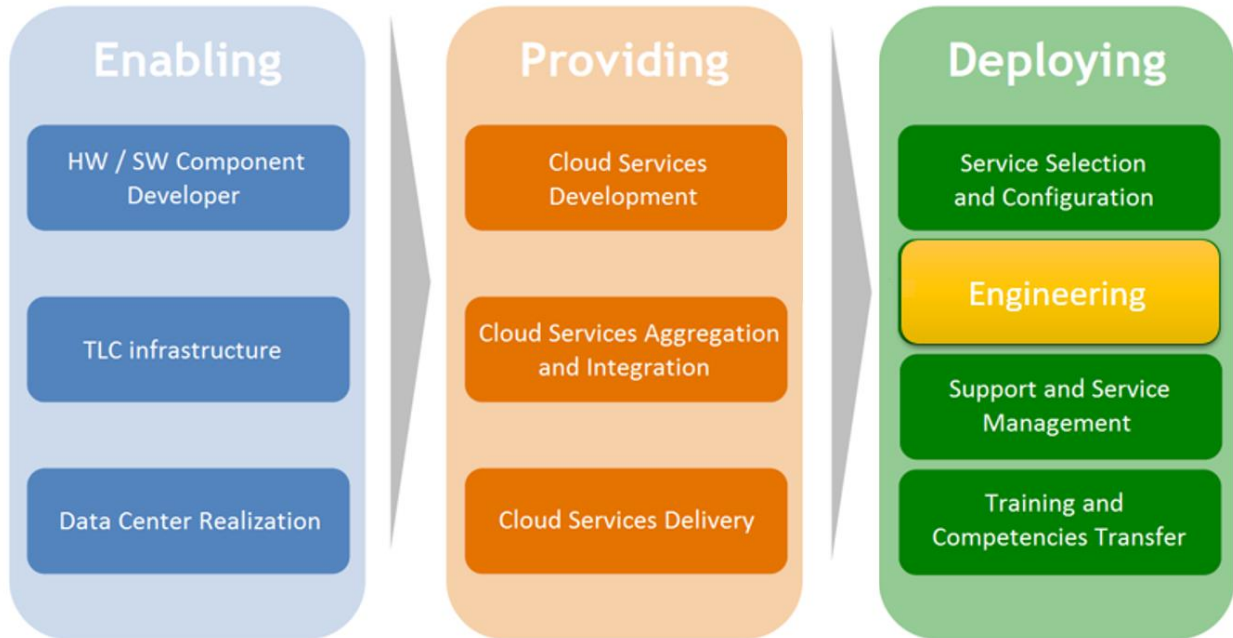 Enabling
HW / SW Component
Developer
TLC infrastructure
Data Center Realization
Providing
Cloud Services
Development
Cloud Services Aggregation
and Integration
Cloud Services Delivery
Deploying
Service Selection
and Configuration
Engineering
Support and Service
Management
Training and
Competencies Transfer